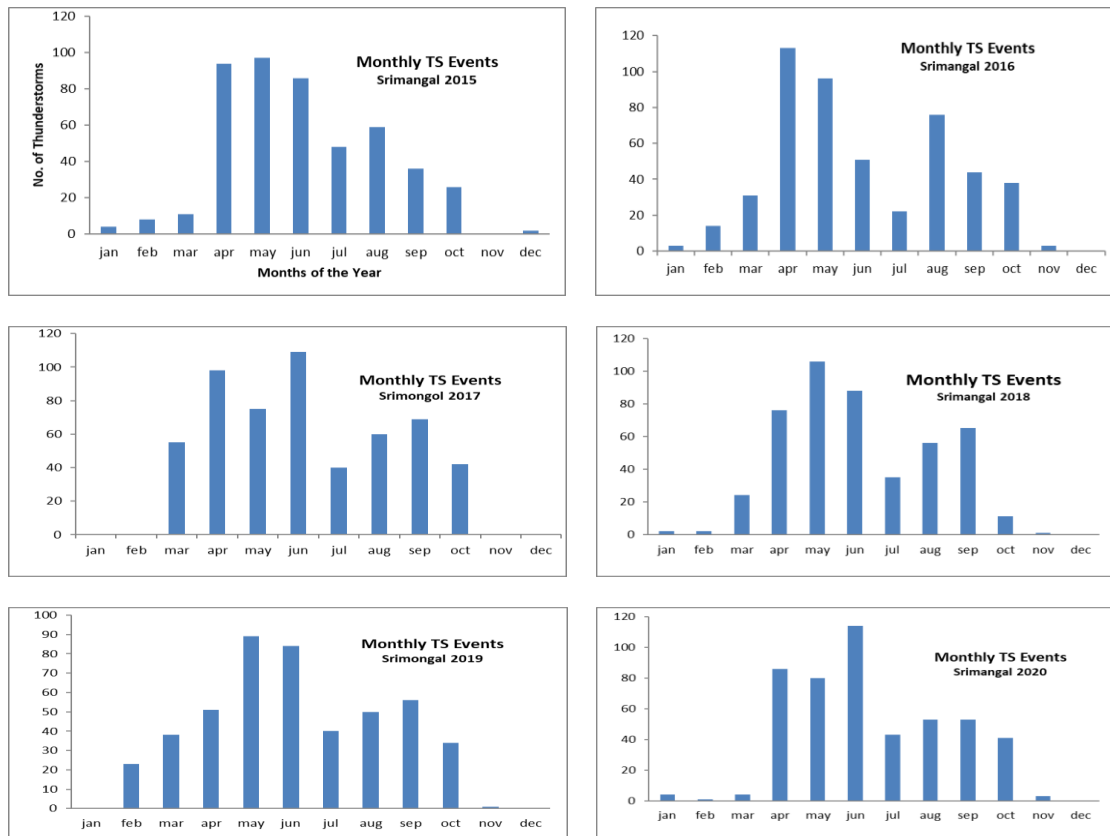 120
100
80
60
40
20
0
No. of Thunderstorms
Monthly TS Events
Srimangal 2015
jan feb mar apr may jun jul aug sep oct nov dec
Months of the Year
120
100
80
60
40
20
0
Monthly TS Events
Srimangal 2016
jan feb mar apr may jun jul aug sep oct nov dec
120
100
80
60
40
20
0
Monthly TS Events
Srimongol 2017
jan feb mar apr may jun jul aug sep oct nov dec
120
100
80
60
40
20
0
Monthly TS Events
Srimangal 2018
jan feb mar apr may jun jul aug sep oct nov dec
100
90
80
70
60
50
40
30
20
10
0
Monthly TS Events
Srimongal 2019
jan feb mar apr may jun jul aug sep oct nov dec
120
100
80
60
40
20
0
Monthly TS Events
Srimangal 2020
jan feb mar apr may jun jul aug sep oct nov dec